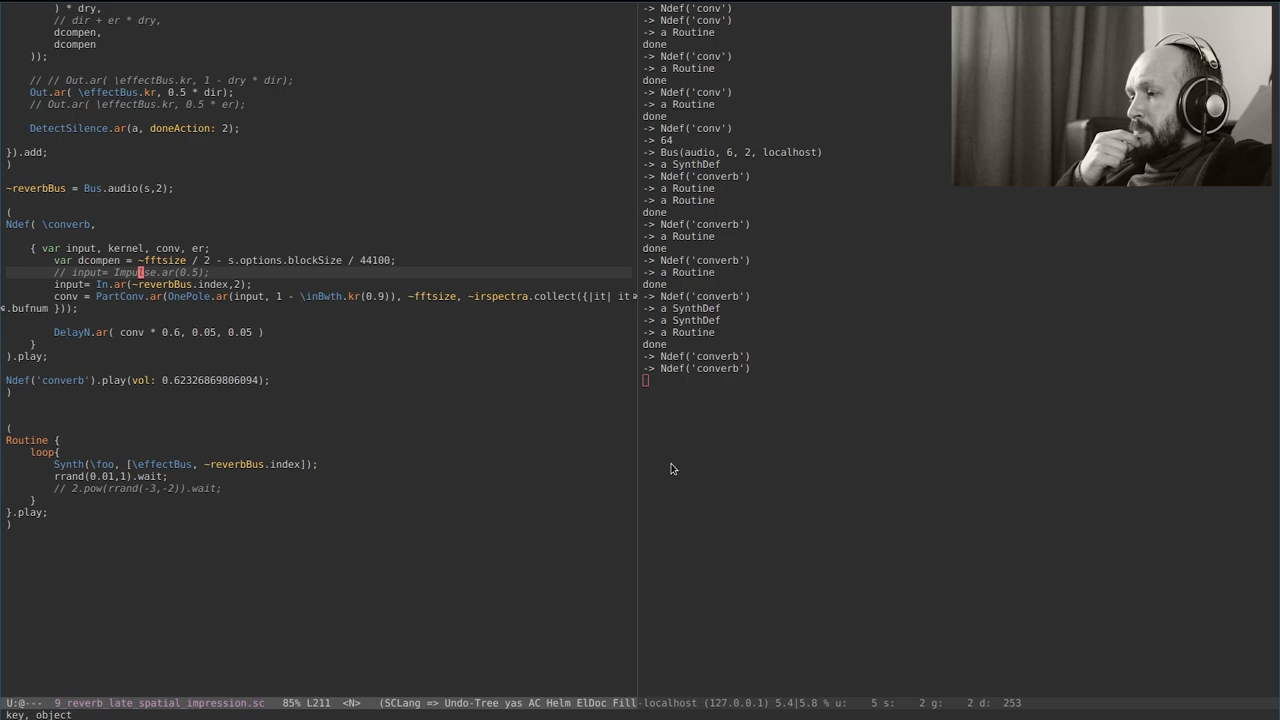 ) * dry,
// dir + er * dry,
dcompen,
dcompen
));
// // Out.ar( \effectBus.kr, 1 - dry * dir);
Out.ar( \effectBus.kr, 0.5 * dir);
// Out.ar( \effectBus.kr, 0.5 * er);
DetectSilence.ar(a, doneAction: 2);
}).add;
)
~reverbBus = Bus.audio(s,2);
(
Ndef( \converb,
{ var input, kernel, conv, er;
var dcompen = ~fftsize / 2 - s.options.blockSize / 44100;
// input= Impulse.ar(0.5);
input= In.ar(~reverbBus.index,2);
conv = PartConv.ar(OnePole.ar(input, 1 - \inBwth.kr(0.9)), ~fftsize, ~irspectra.collect({|it| it
.bufnum }));
DelayN.ar( conv * 0.6, 0.05, 0.05 )
}
).play;
Ndef('converb').play(vol: 0.62326869806094);
)
(
Routine {
loop{
Synth(\foo, [\effectBus, ~reverbBus.index]);
rrand(0.01,1).wait;
// 2.pow(rrand(-3,-2)).wait;
}
}.play;
)
-> Ndef('conv')
-> Ndef('conv')
-> a Routine
done
-> Ndef('conv')
-> a Routine
done
-> Ndef('conv')
-> a Routine
done
-> Ndef('conv')
-> 64
-> Bus(audio, 6, 2, localhost)
-> a SynthDef
-> Ndef('converb')
-> a Routine
-> a Routine
done
-> Ndef('converb')
-> a Routine
done
-> Ndef('converb')
-> a Routine
done
-> Ndef('converb')
-> a SynthDef
-> a SynthDef
-> a Routine
done
-> Ndef('converb')
-> Ndef('converb')
U:@--- 9_reverb_late_spatial_impression.sc 85% L211 <N> (SCLang => Undo-Tree yas AC Helm ElDoc Fill-localhost (127.0.0.1) 5.4|5.8 % u: 5 s: 2 g: 2 d: 253
key, object